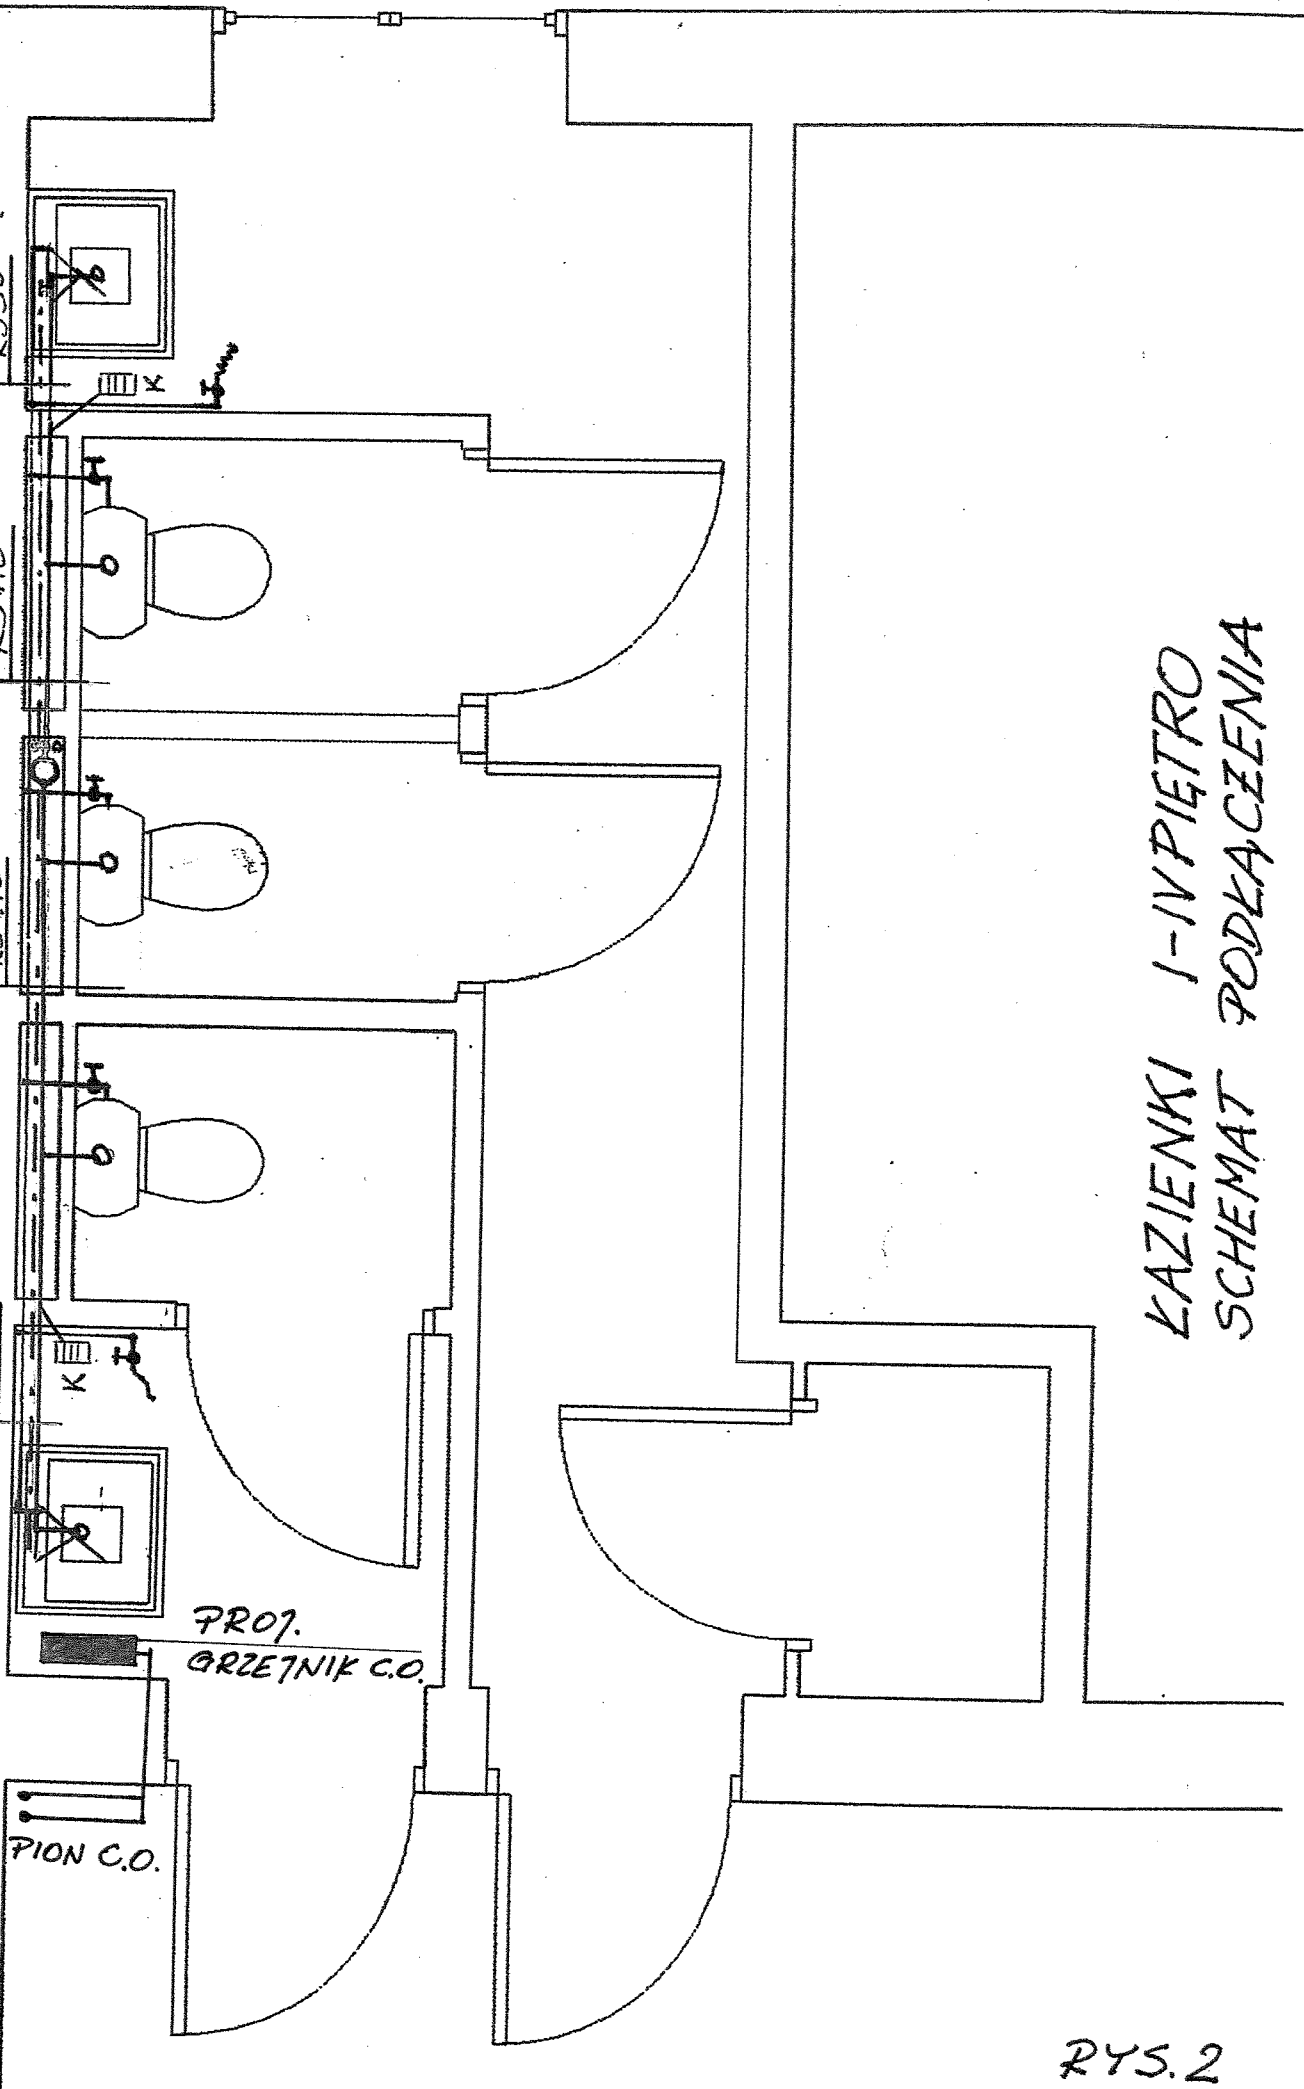 K
K
PROJ.
GRZEJNIK C.O.
PION C.O.
ŁAZIENKI I-IV PIĘTRO
SCHEMAT PODŁĄCZENIA
RYS.2